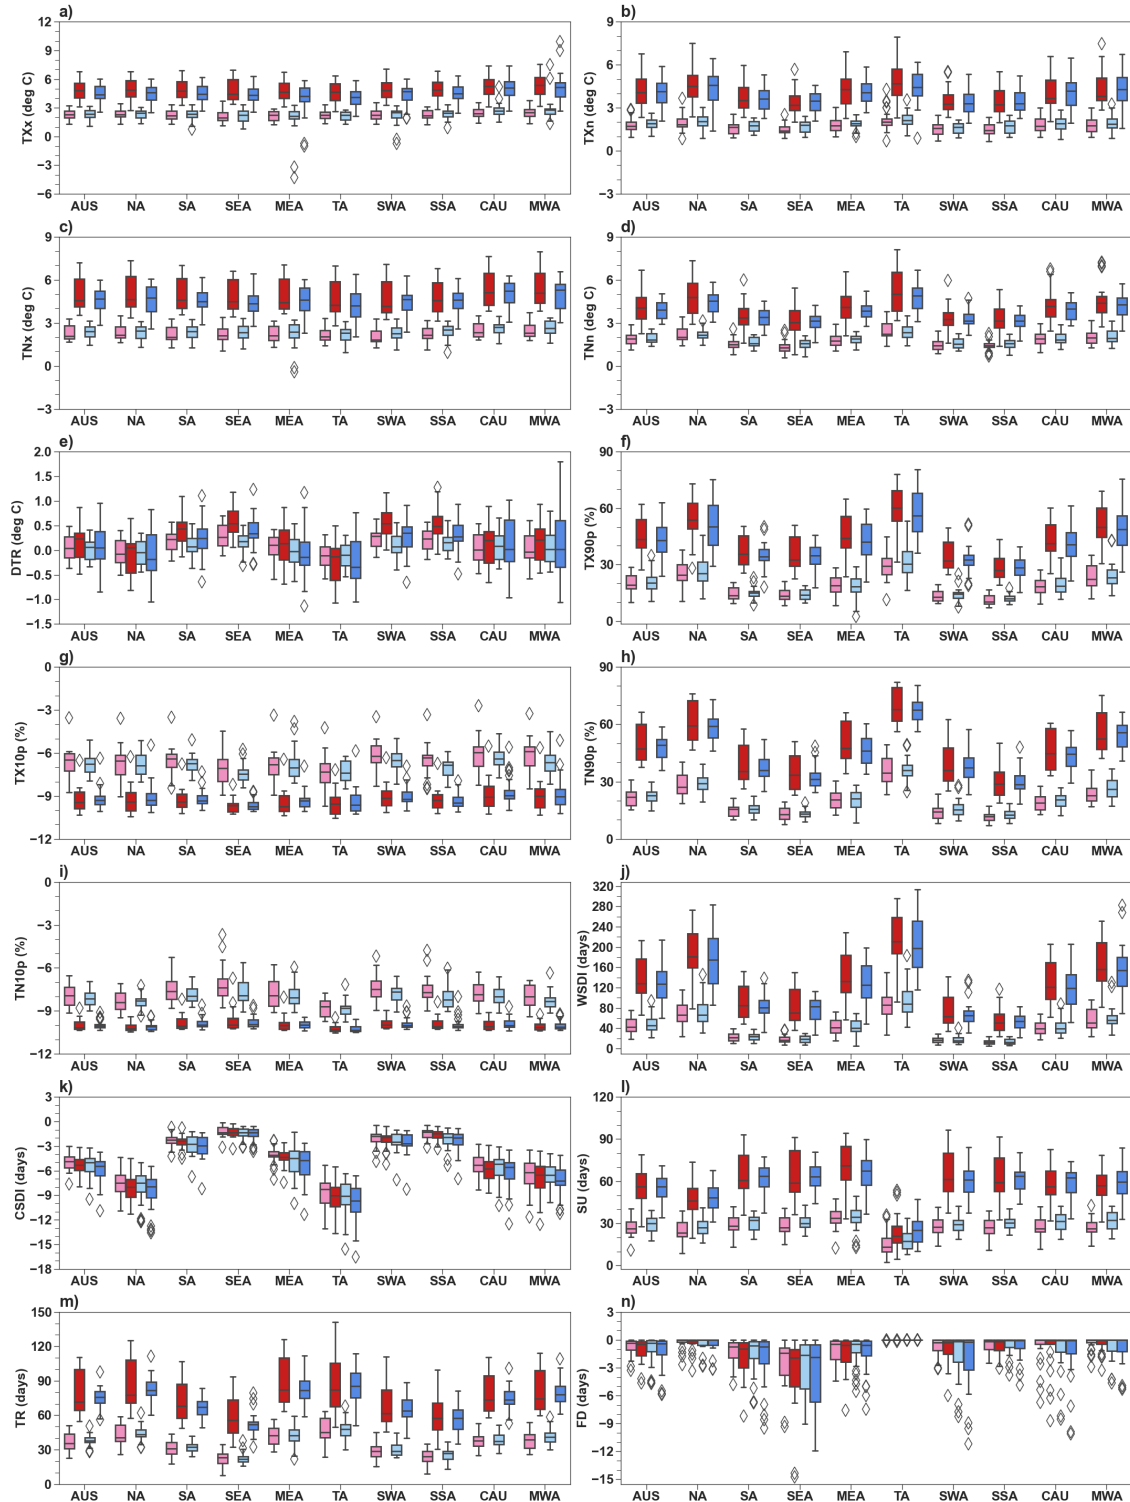 a)
12
9
6
3
0
−3
−6
TXx (deg C)
AUS NA SA SEA MEA TA SWA SSA CAU MWA
b)
9
6
3
0
−3
TXn (deg C)
AUS NA SA SEA MEA TA SWA SSA CAU MWA
c)
9
6
3
0
−3
TNx (deg C)
AUS NA SA SEA MEA TA SWA SSA CAU MWA
d)
9
6
3
0
−3
TNn (deg C)
AUS NA SA SEA MEA TA SWA SSA CAU MWA
e)
2.0
1.5
1.0
0.5
0.0
−0.5
−1.0
−1.5
DTR (deg C)
AUS NA SA SEA MEA TA SWA SSA CAU MWA
f)
90
60
30
0
TX90p (%)
AUS NA SA SEA MEA TA SWA SSA CAU MWA
g)
0
−3
−6
−9
−12
TX10p (%)
AUS NA SA SEA MEA TA SWA SSA CAU MWA
h)
90
60
30
0
TN90p (%)
AUS NA SA SEA MEA TA SWA SSA CAU MWA
i)
0
−3
−6
−9
−12
TN10p (%)
AUS NA SA SEA MEA TA SWA SSA CAU MWA
j)
320
280
240
200
160
120
80
40
0
WSDI (days)
AUS NA SA SEA MEA TA SWA SSA CAU MWA
k)
3
0
−3
−6
−9
−12
−15
−18
CSDI (days)
AUS NA SA SEA MEA TA SWA SSA CAU MWA
l)
120
90
60
30
0
SU (days)
AUS NA SA SEA MEA TA SWA SSA CAU MWA
m)
150
120
90
60
30
0
TR (days)
AUS NA SA SEA MEA TA SWA SSA CAU MWA
n)
3
0
−3
−6
−9
−12
−15
FD (days)
AUS NA SA SEA MEA TA SWA SSA CAU MWA